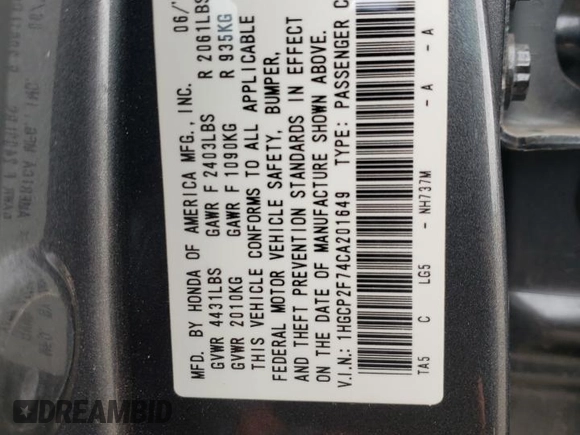 MFD. BY HONDA OF AMERICA MFG., INC. 06/
GVWR 4431LBS GAWR F 2403LBS R 2061LBS
GVWR 2010KG GAWR F 1090KG R 935KG
THIS VEHICLE CONFORMS TO ALL APPLICABLE
FEDERAL MOTOR VEHICLE SAFETY, BUMPER,
AND THEFT PREVENTION STANDARDS IN EFFECT
ON THE DATE OF MANUFACTURE SHOWN ABOVE.
V.I.N.: 1HGCP2F74CA201649 TYPE: PASSENGER C
TA5 C LG5 - NH737M - A - A
DREAMBID